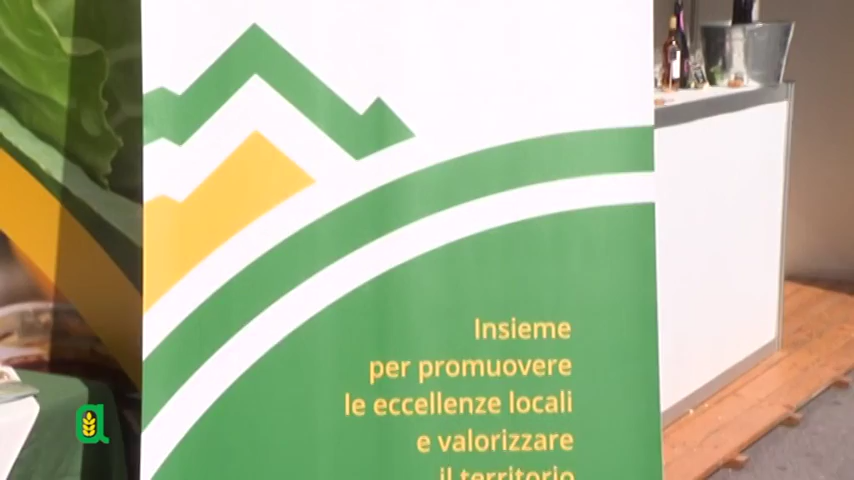 Insieme
per promuovere
le eccellenze locali
e valorizzare
il territorio